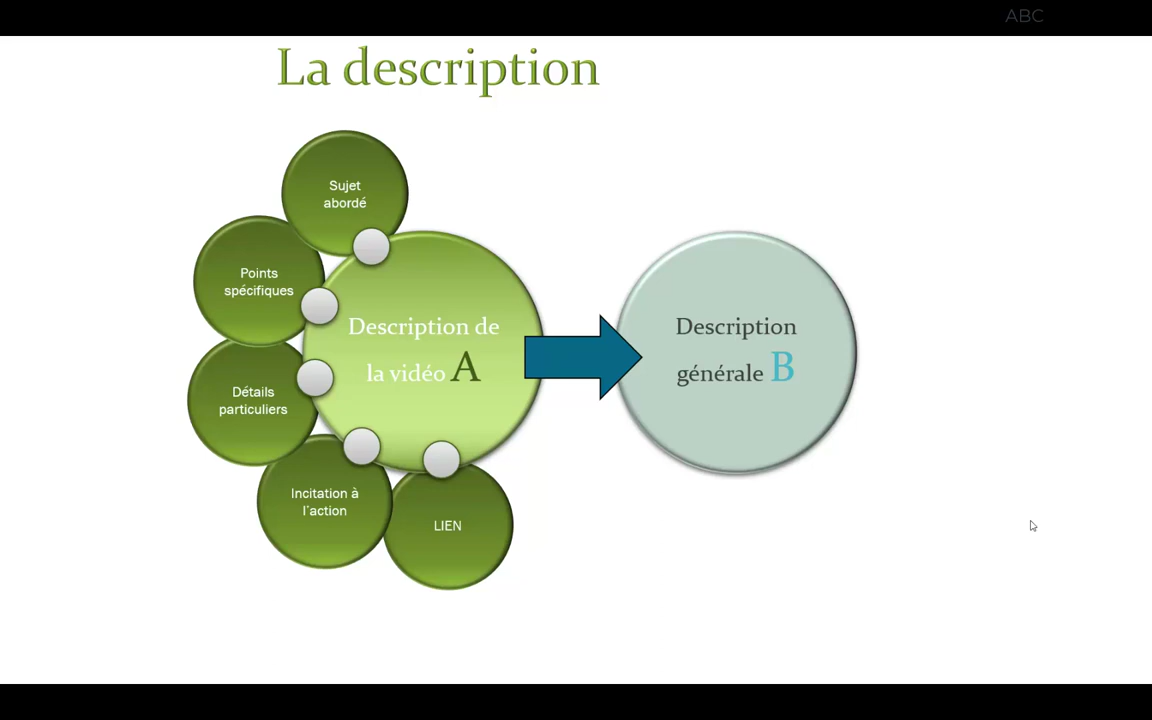 ABC
La description
Sujet
abordé
Points
spécifiques
Détails
particuliers
Incitation à
l'action
LIEN
Description de
la vidéo A
Description
générale B